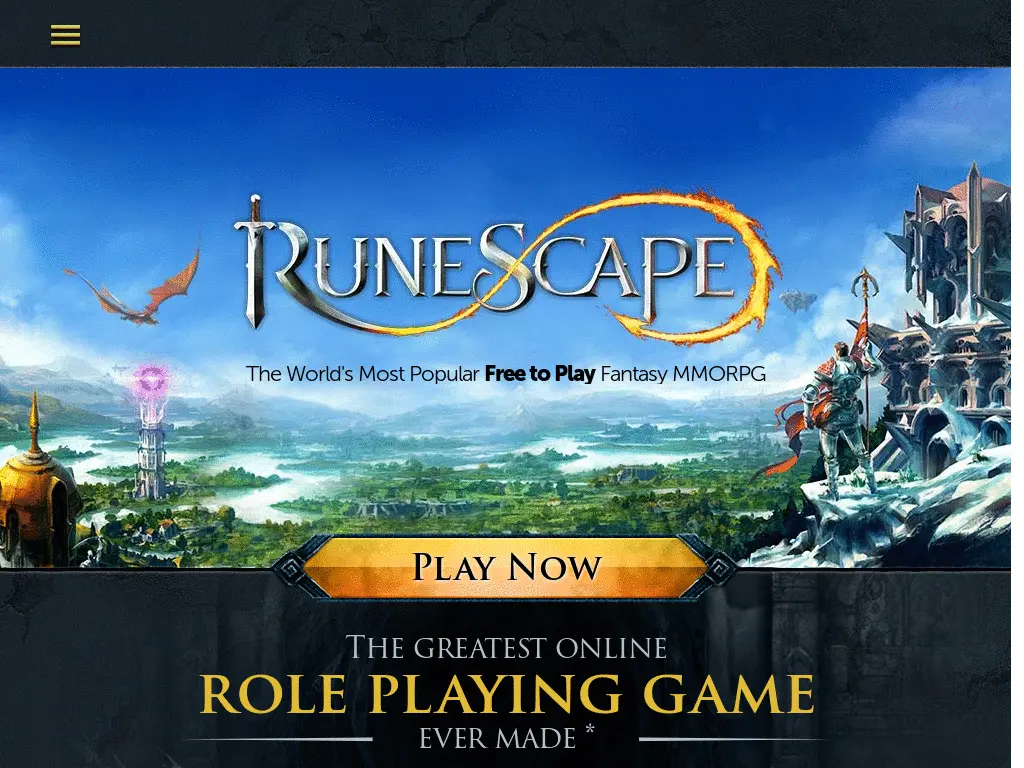 RuneScape
The World's Most Popular Free to Play Fantasy MMORPG
Play Now
The greatest online
ROLE PLAYING GAME
EVER MADE *